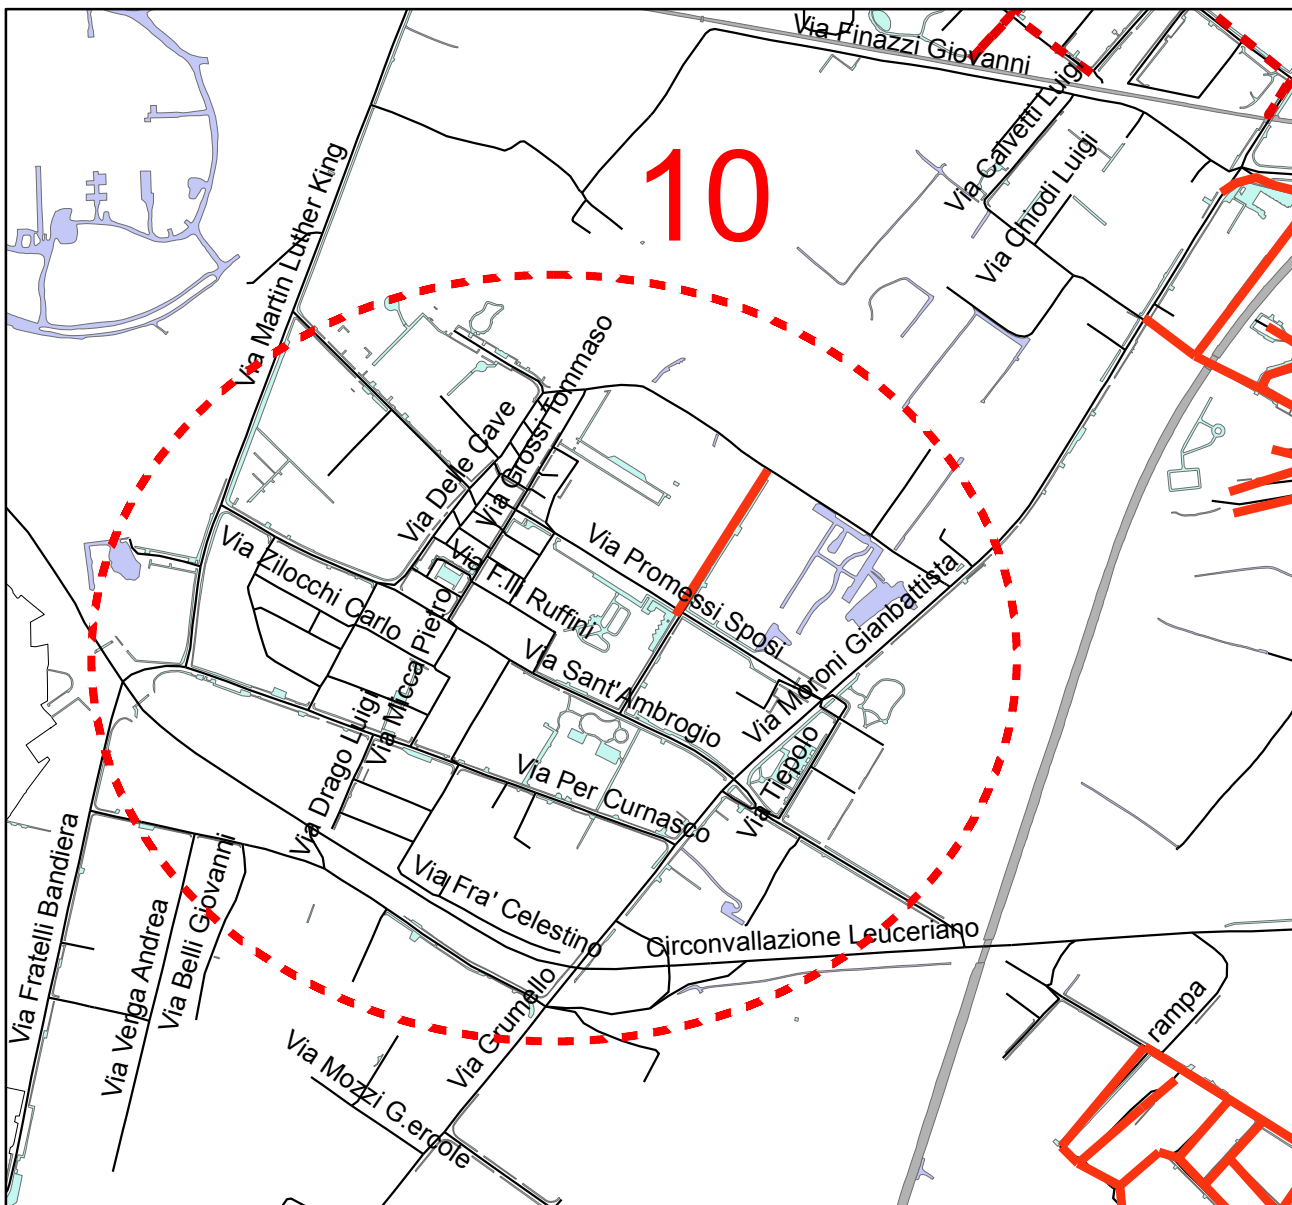 Via Finazzi Giovanni
Via Calvetti Luigi
Via Chiodi Luigi
10
Via Martin Luther King
Via Grossi Tommaso
Via Delle Cave
Via Promessi Sposi
Via F.lli Ruffini
Via Zilocchi Carlo
Via Micca Pietro
Via Sant'Ambrogio
Via Moroni Gianbattista
Via Drago Luigi
Via Tiepolo
Via Per Curnasco
Via Fratelli Bandiera
Via Belli Giovanni
Via Verga Andrea
Via Fra' Celestino
Circonvallazione Leuceriano
Via Grumello
rampa
Via Mozzi G.ercole